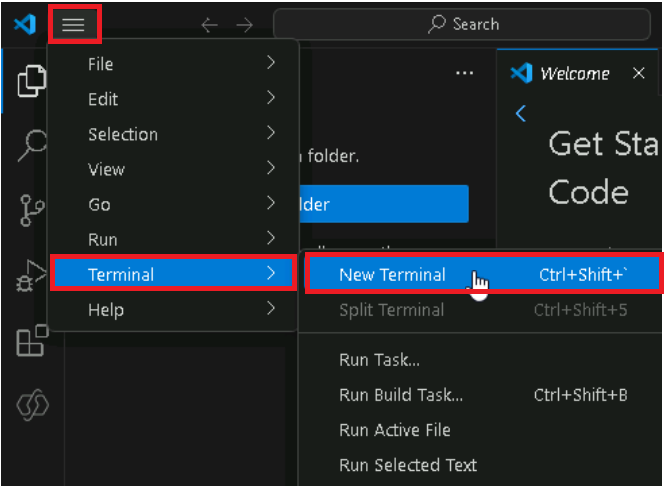 Search
File
Edit
Selection
View
Go
Run
Terminal
Help
folder.
lder
Welcome
Get Sta
Code
New Terminal Ctrl+Shift+`
Split Terminal Ctrl+Shift+5
Run Task...
Run Build Task... Ctrl+Shift+B
Run Active File
Run Selected Text